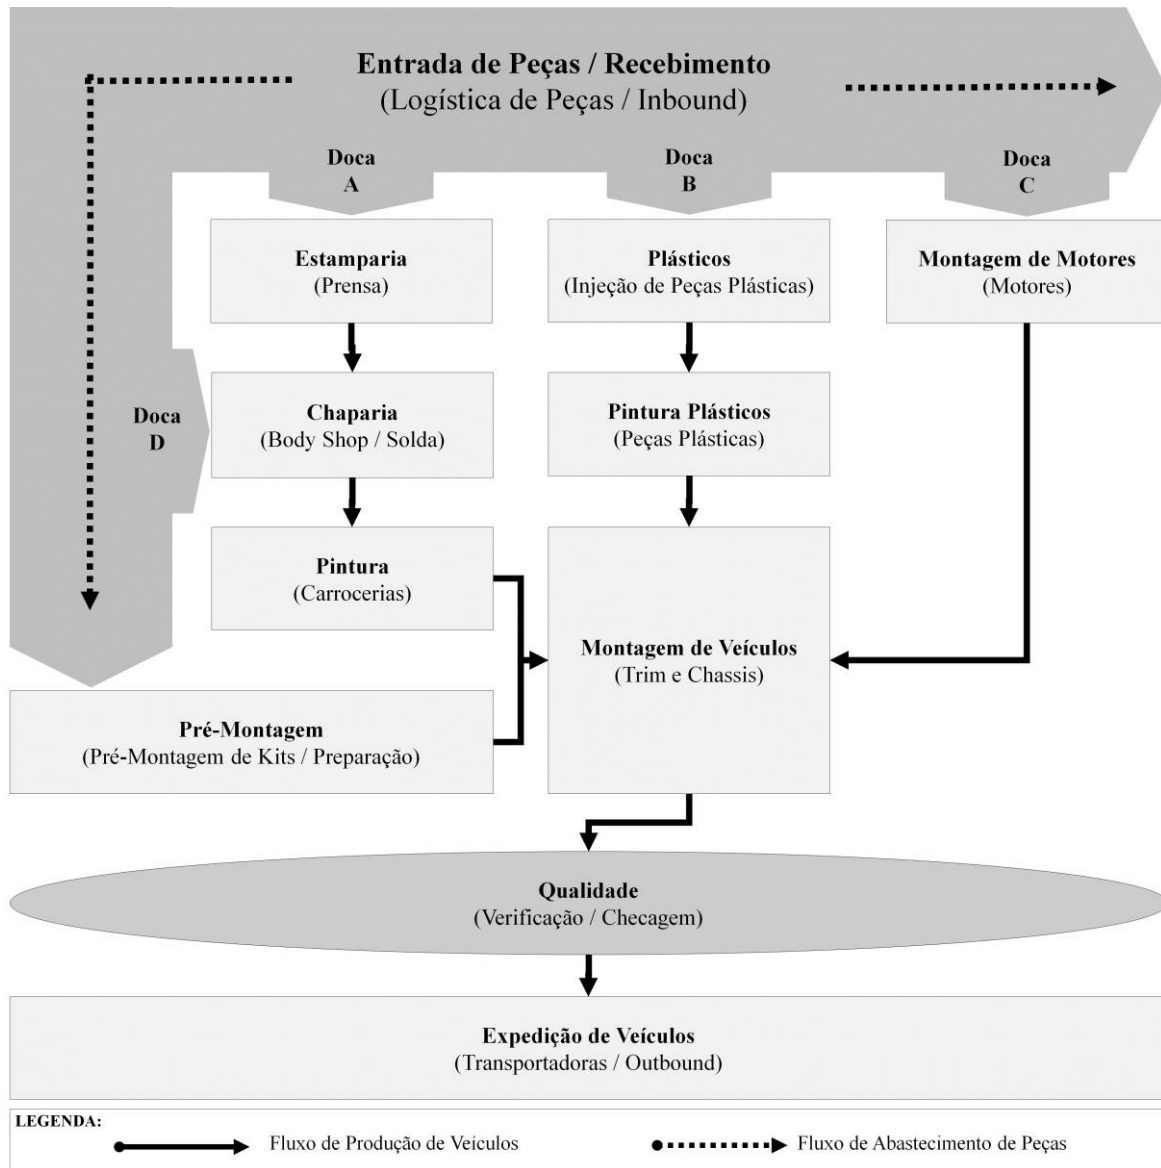 Entrada de Peças / Recebimento
(Logística de Peças / Inbound)
Doca
A
Doca
B
Doca
C
Estamparia
(Prensa)
Plásticos
(Injeção de Peças Plásticas)
Montagem de Motores
(Motores)
Doca
D
Chaparia
(Body Shop / Solda)
Pintura Plásticos
(Peças Plásticas)
Pintura
(Carrocerias)
Montagem de Veículos
(Trim e Chassis)
Pré-Montagem
(Pré-Montagem de Kits / Preparação)
Qualidade
(Verificação / Checagem)
Expedição de Veículos
(Transportadoras / Outbound)
LEGENDA:
Fluxo de Produção de Veículos
Fluxo de Abastecimento de Peças